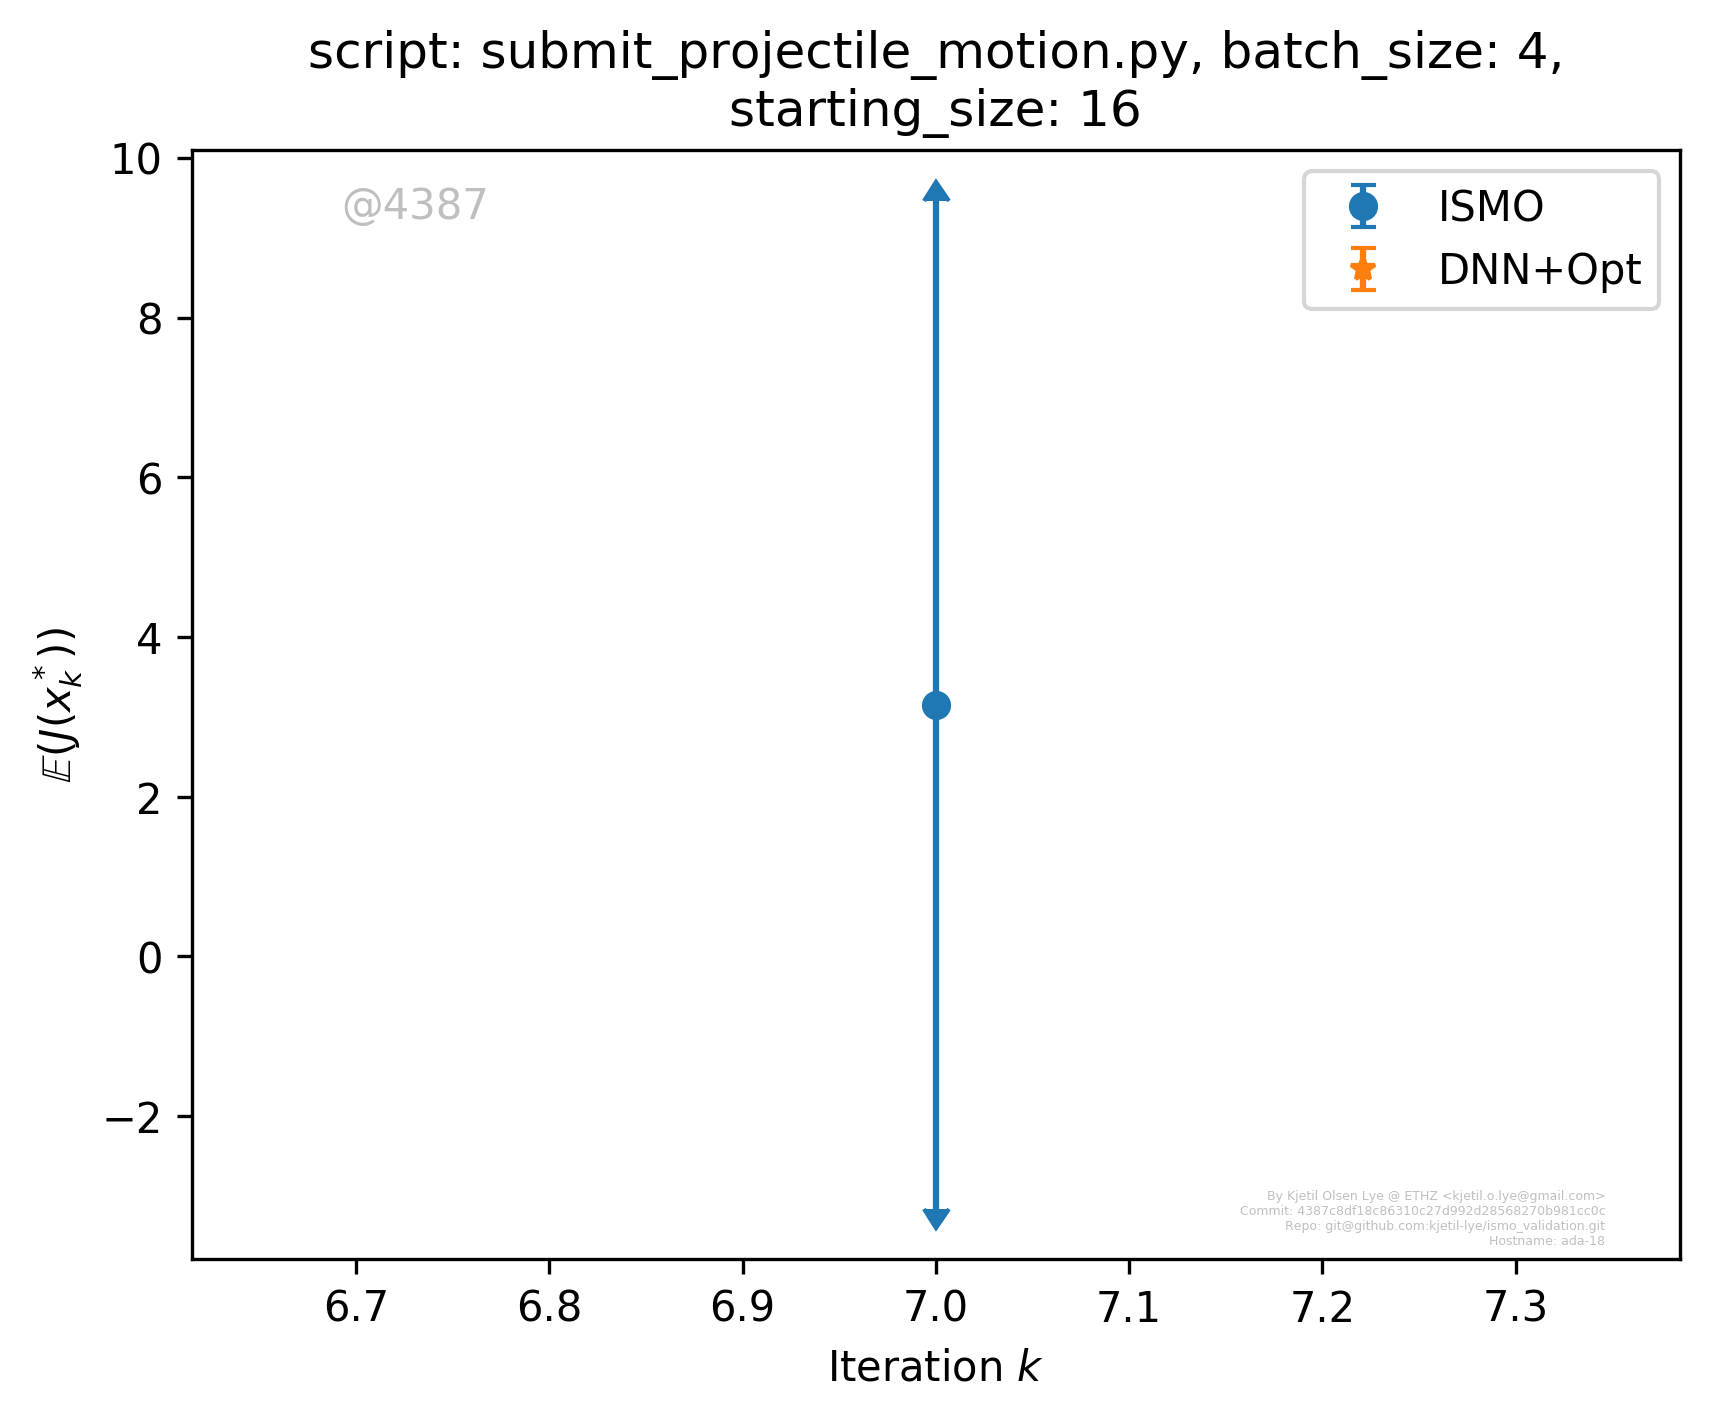 script: submit_projectile_motion.py, batch_size: 4,
starting_size: 16
@4387
ISMO
DNN+Opt
10
8
6
4
2
0
−2
𝔼(J(x*k))
By Kjetil Olsen Lye @ ETHZ <kjetil.o.lye@gmail.com>
Commit: 4387c8df18c86310c27d992d28568270b981cc0c
Repo: git@github.com:kjetil-lye/ismo_validation.git
Hostname: ada-18
6.7 6.8 6.9 7.0 7.1 7.2 7.3
Iteration k